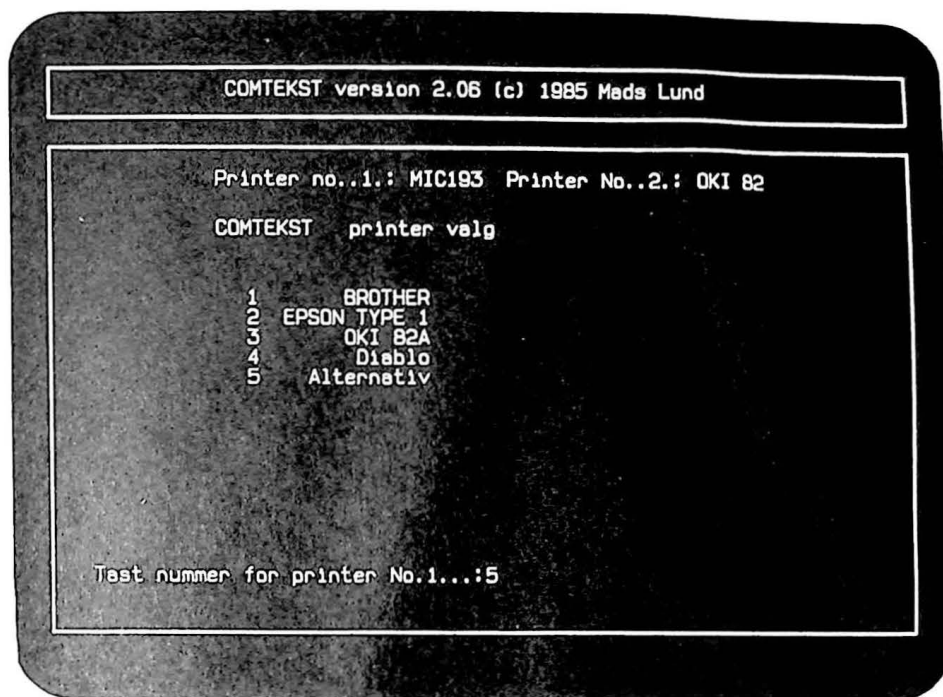 COMTEKST version 2.06 (c) 1985 Mads Lund
Printer no..1.: MIC193 Printer No..2.: OKI 82
COMTEKST printer valg
1 BROTHER
2 EPSON TYPE 1
3 OKI 82A
4 Diablo
5 Alternativ
Tast nummer for printer No.1...:5